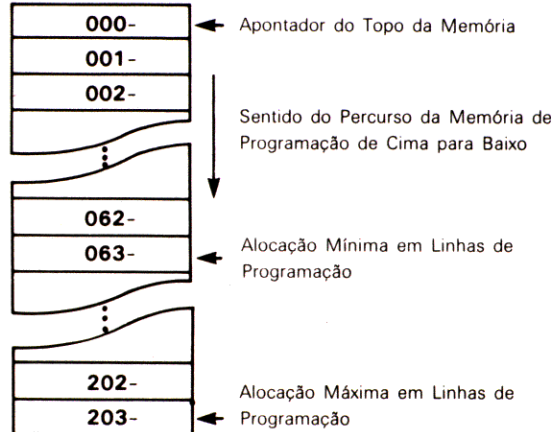 000-
Apontador do Topo da Memória
001-
002-
Sentido do Percurso da Memória de
Programação de Cima para Baixo
062-
063-
Alocação Mínima em Linhas de
Programação
202-
203-
Alocação Máxima em Linhas de
Programação